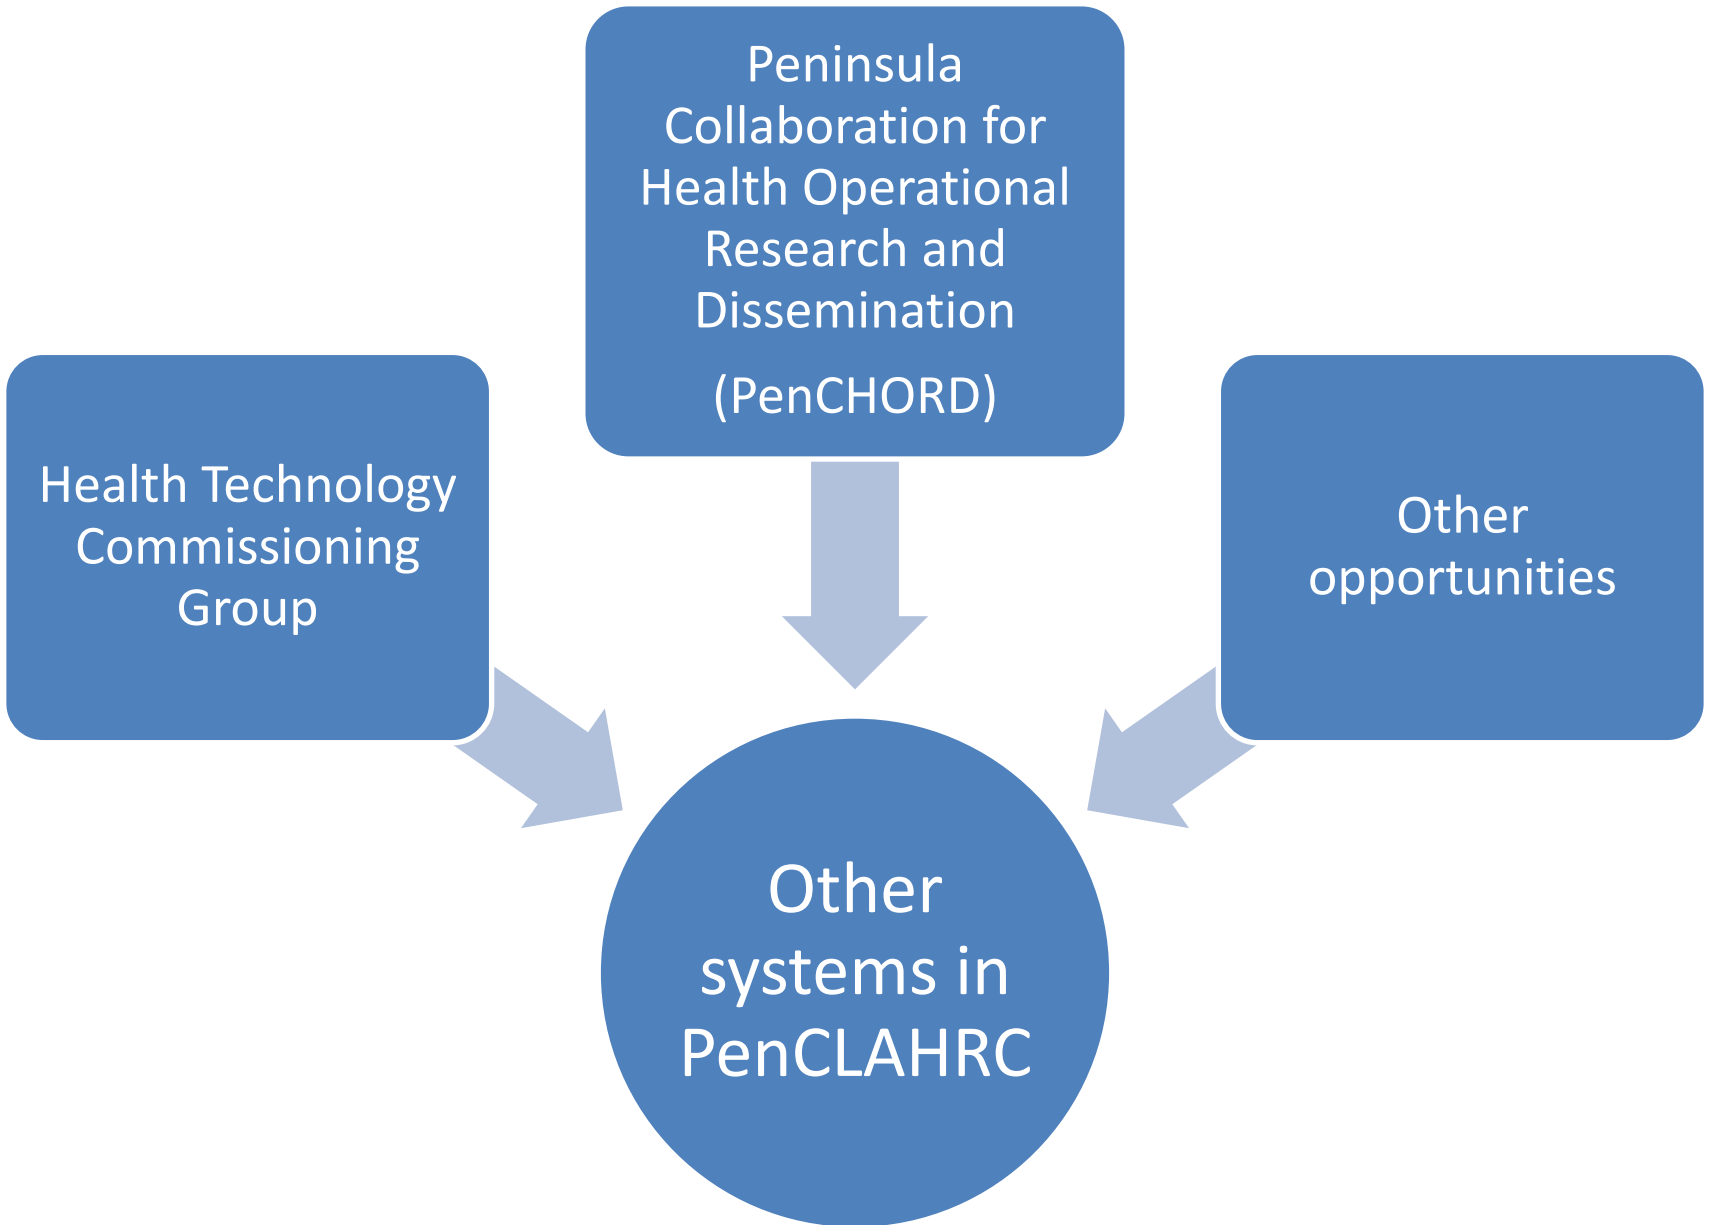 Peninsula
Collaboration for
Health Operational
Research and
Dissemination
(PenCHORD)
Health Technology
Commissioning
Group
Other
opportunities
Other
systems in
PenCLAHRC